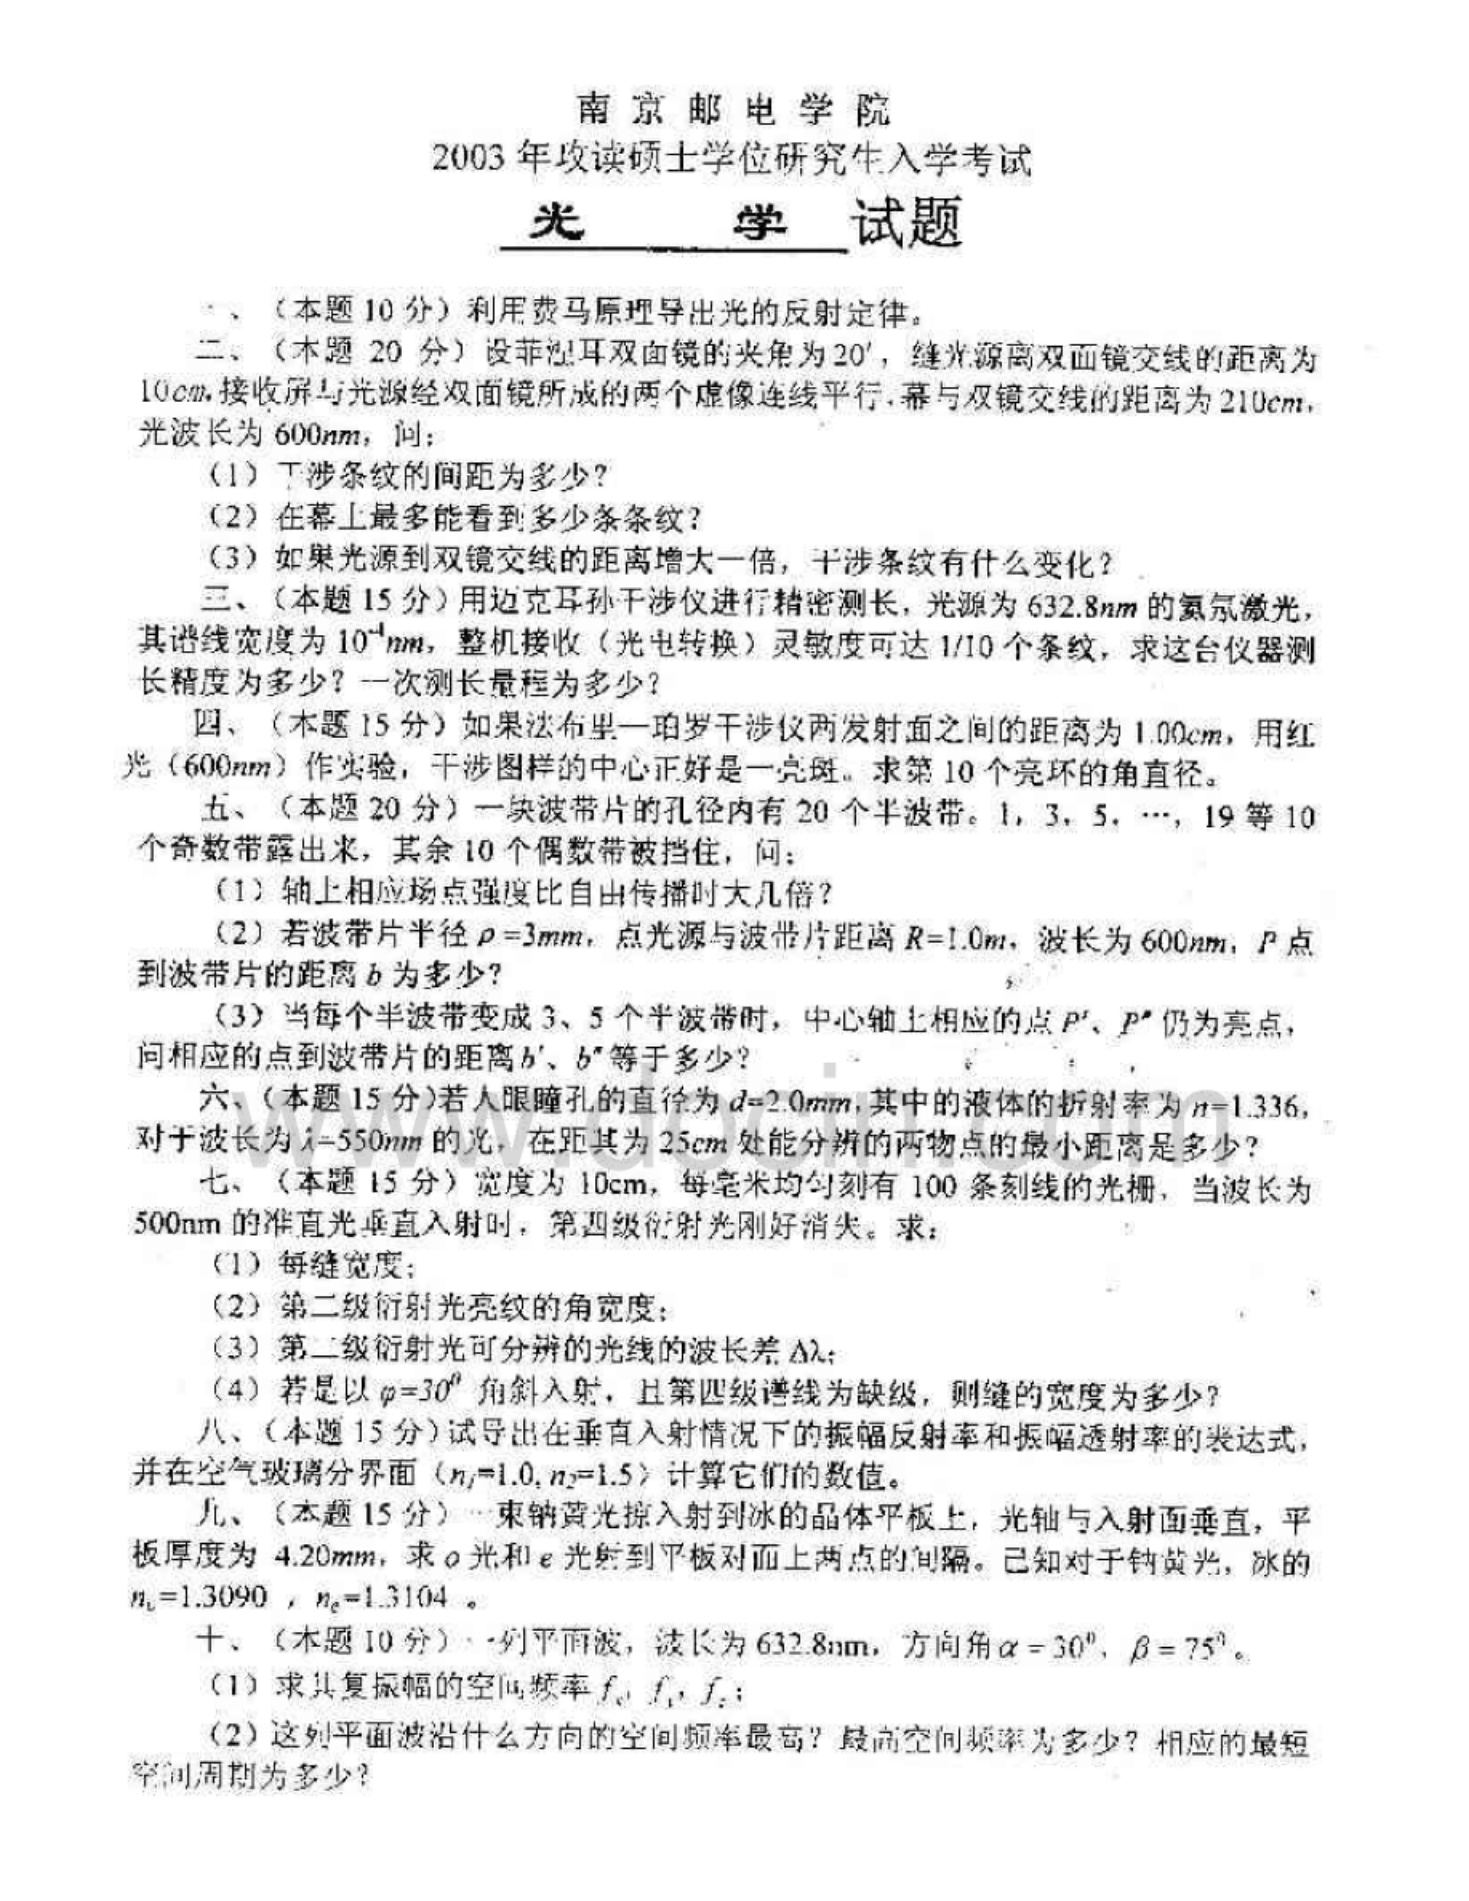 南京邮电学院
2003年攻读硕士学位研究生入学考试
光 学 试题
一、（本题10分）利用费马原理导出光的反射定律。
二、（本题 20 分）设菲涅耳双面镜的夹角为20′，缝光源离双面镜交线的距离为
10cm,接收屏与光源经双面镜所成的两个虚像连线平行,幕与双镜交线的距离为210cm,
光波长为 600nm，问：
（1）干涉条纹的间距为多少？
（2）在幕上最多能看到多少条条纹？
（3）如果光源到双镜交线的距离增大一倍，干涉条纹有什么变化？
三、（本题15分）用迈克耳孙干涉仪进行精密测长，光源为632.8nm的氦氖激光，
其谱线宽度为10⁻⁴nm，整机接收（光电转换）灵敏度可达1/10个条纹，求这台仪器测
长精度为多少？一次测长量程为多少？
四、（本题15分）如果法布里—珀罗干涉仪两发射面之间的距离为1.00cm，用红
光（600nm）作实验，干涉图样的中心正好是一亮斑。求第10个亮环的角直径。
五、（本题20分）一块波带片的孔径内有20个半波带。1，3，5，…，19等10
个奇数带露出来，其余10个偶数带被挡住，问：
（1）轴上相应场点强度比自由传播时大几倍？
（2）若波带片半径ρ=3mm，点光源与波带片距离R=1.0m，波长为600nm，P点
到波带片的距离b为多少？
（3）当每个半波带变成3、5个半波带时，中心轴上相应的点P′、P″仍为亮点，
问相应的点到波带片的距离b′、b″等于多少？
六、（本题15分）若人眼瞳孔的直径为d=2.0mm,其中的液体的折射率为n=1.336，
对于波长为λ=550nm的光，在距其为25cm处能分辨的两物点的最小距离是多少？
www.docin.com
七、（本题15分）宽度为10cm，每毫米均匀刻有100条刻线的光栅，当波长为
500nm的准直光垂直入射时，第四级衍射光刚好消失。求：
（1）每缝宽度；
（2）第二级衍射光亮纹的角宽度；
（3）第二级衍射光可分辨的光线的波长差Δλ；
（4）若是以φ=30⁰角斜入射，且第四级谱线为缺级，则缝的宽度为多少？
八、（本题15分）试导出在垂直入射情况下的振幅反射率和振幅透射率的表达式，
并在空气玻璃分界面（n₁=1.0, n₂=1.5）计算它们的数值。
九、（本题15分）一束钠黄光掠入射到冰的晶体平板上，光轴与入射面垂直，平
板厚度为 4.20mm，求o光和e光射到平板对面上两点的间隔。已知对于钠黄光，冰的
nₒ=1.3090，nₑ=1.3104。
十、（本题10分）一列平面波，波长为632.8nm，方向角α=30⁰，β=75⁰。
（1）求其复振幅的空间频率fₓ，fᵧ，f_z；
（2）这列平面波沿什么方向的空间频率最高？最高空间频率为多少？相应的最短
空间周期为多少？